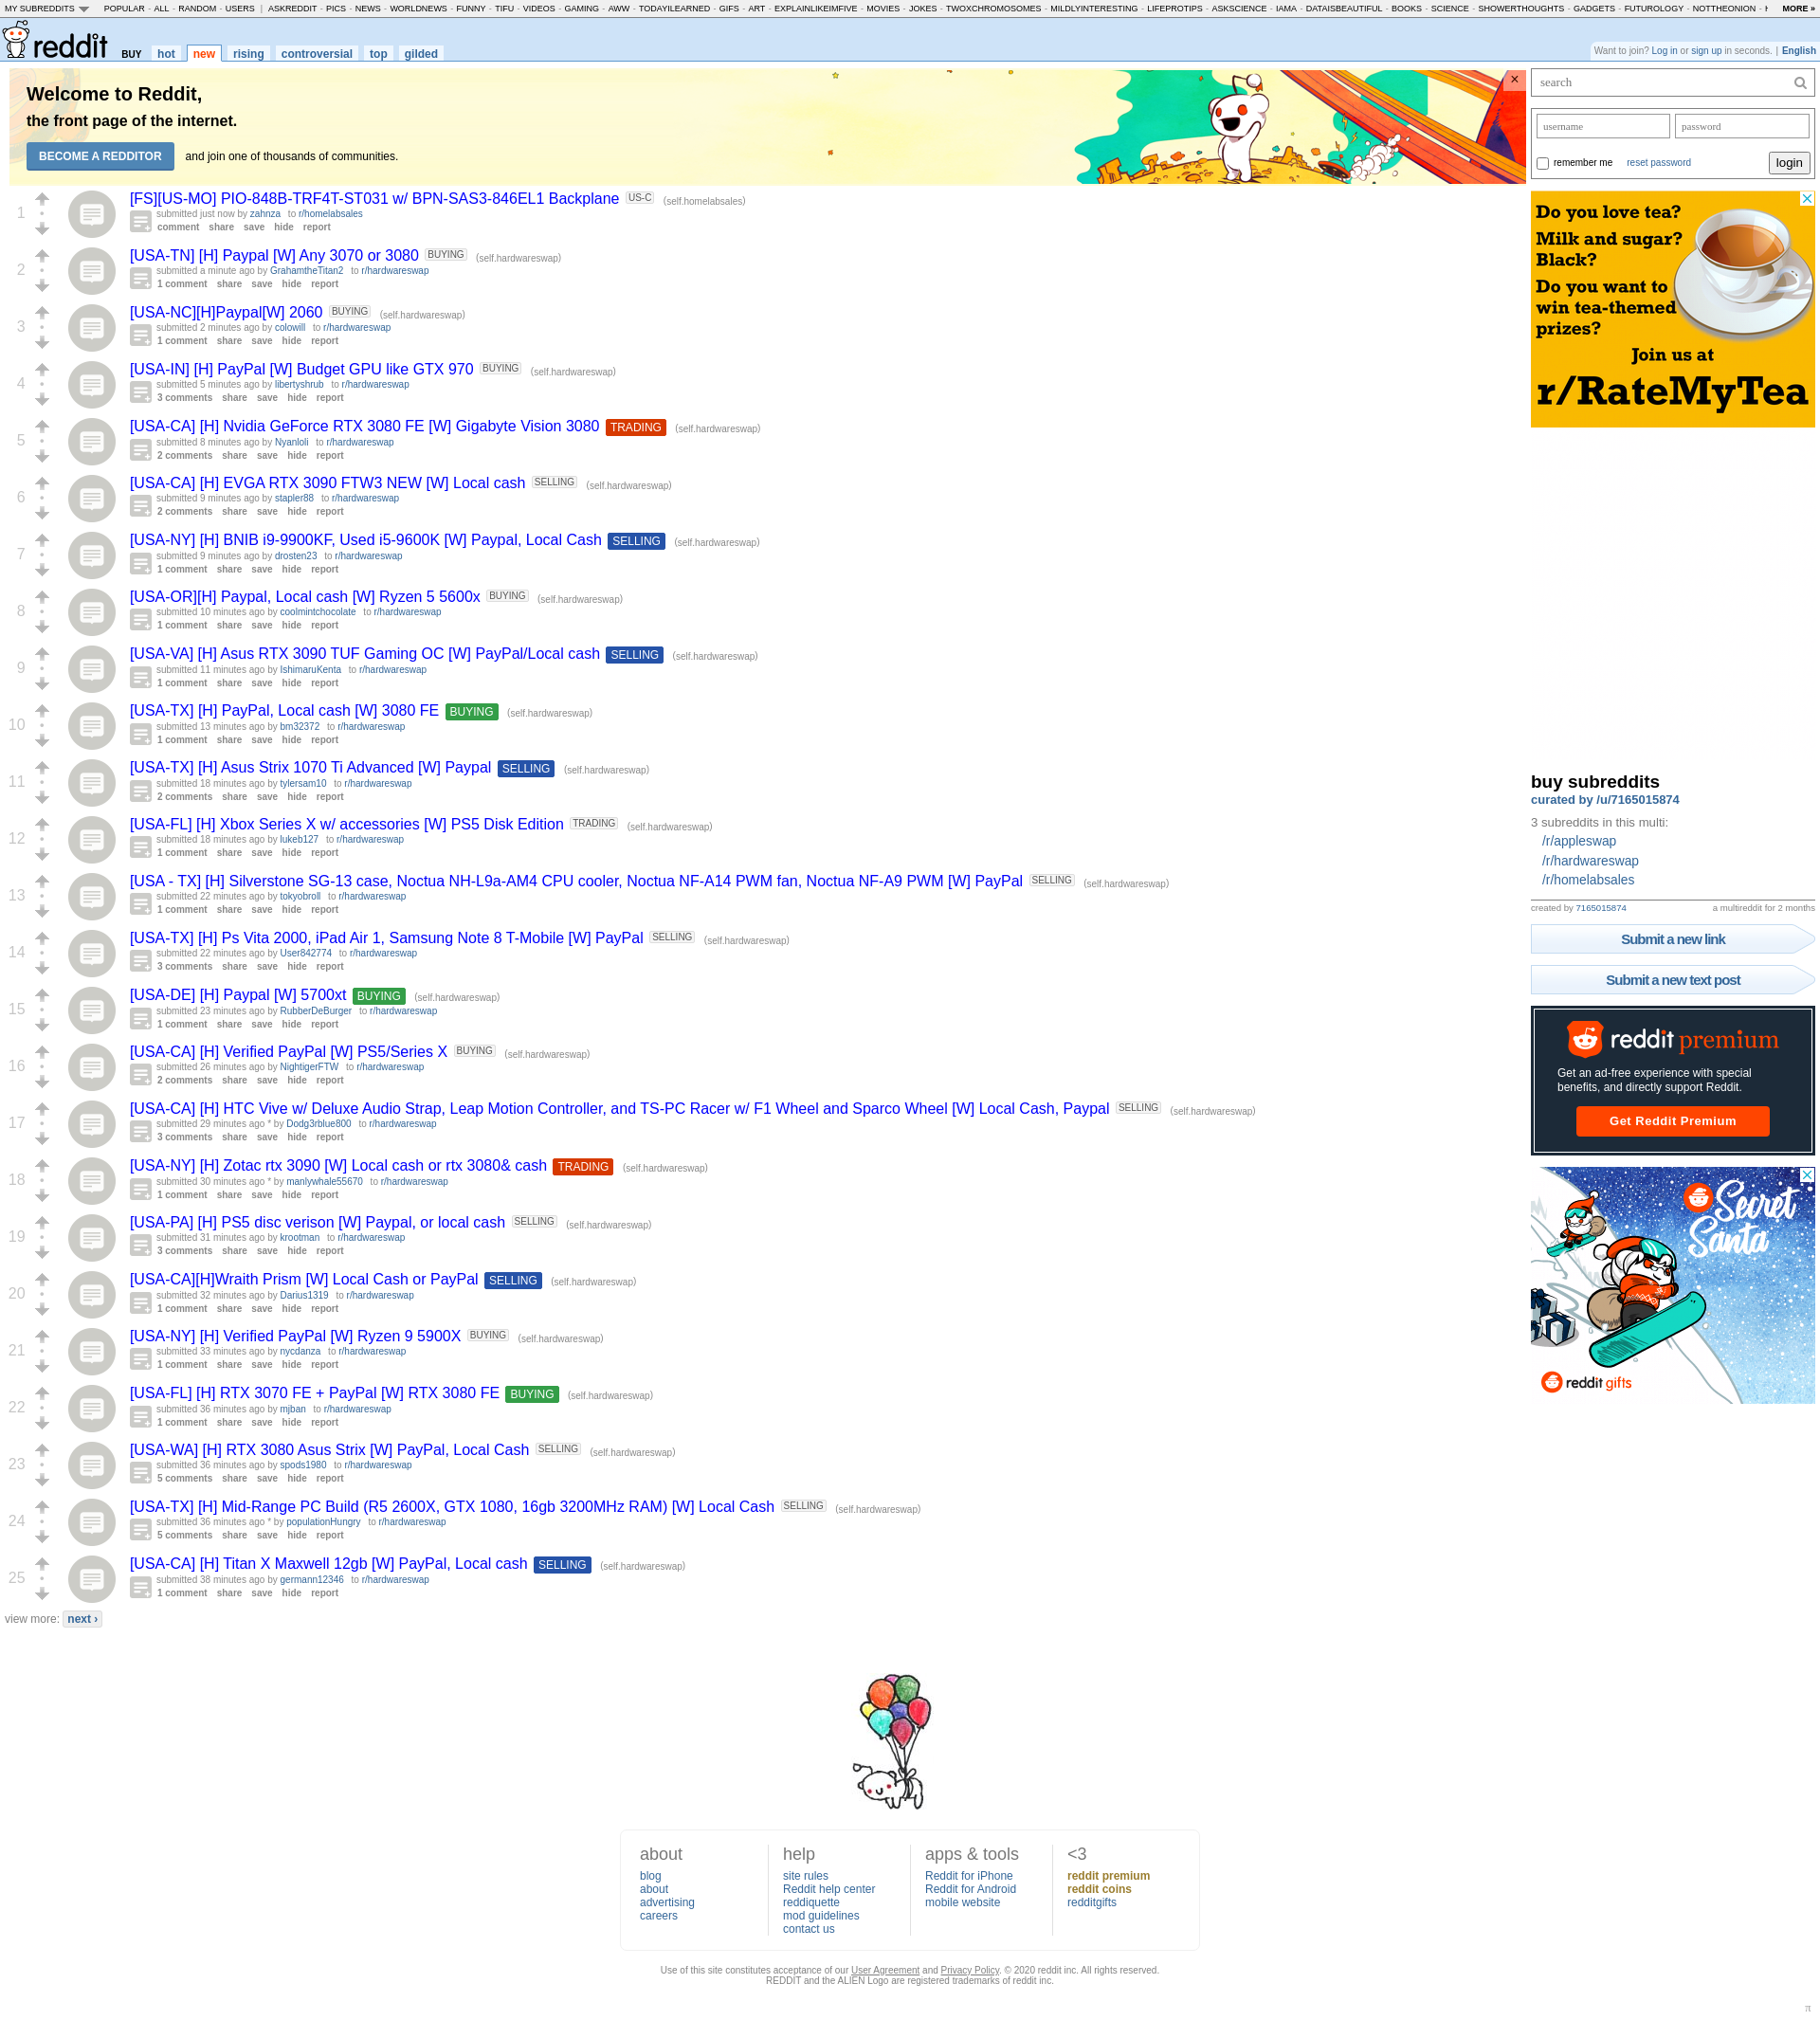 MY SUBREDDITS POPULAR - ALL - RANDOM - USERS | ASKREDDIT - PICS - NEWS - WORLDNEWS - FUNNY - TIFU - VIDEOS - GAMING - AWW - TODAYILEARNED - GIFS - ART - EXPLAINLIKEIMFIVE - MOVIES - JOKES - TWOXCHROMOSOMES - MILDLYINTERESTING - LIFEPROTIPS - ASKSCIENCE - IAMA - DATAISBEAUTIFUL - BOOKS - SCIENCE - SHOWERTHOUGHTS - GADGETS - FUTUROLOGY - NOTTHEONION - MORE »
reddit BUY hot new rising controversial top gilded
Want to join? Log in or sign up in seconds. | English
Welcome to Reddit,
the front page of the internet.
BECOME A REDDITOR and join one of thousands of communities.
×
1
[FS][US-MO] PIO-848B-TRF4T-ST031 w/ BPN-SAS3-846EL1 Backplane US-C (self.homelabsales)
submitted just now by zahnza to r/homelabsales
comment share save hide report
2
[USA-TN] [H] Paypal [W] Any 3070 or 3080 BUYING (self.hardwareswap)
submitted a minute ago by GrahamtheTitan2 to r/hardwareswap
1 comment share save hide report
3
[USA-NC][H]Paypal[W] 2060 BUYING (self.hardwareswap)
submitted 2 minutes ago by colowill to r/hardwareswap
1 comment share save hide report
4
[USA-IN] [H] PayPal [W] Budget GPU like GTX 970 BUYING (self.hardwareswap)
submitted 5 minutes ago by libertyshrub to r/hardwareswap
3 comments share save hide report
5
[USA-CA] [H] Nvidia GeForce RTX 3080 FE [W] Gigabyte Vision 3080 TRADING (self.hardwareswap)
submitted 8 minutes ago by Nyanloli to r/hardwareswap
2 comments share save hide report
6
[USA-CA] [H] EVGA RTX 3090 FTW3 NEW [W] Local cash SELLING (self.hardwareswap)
submitted 9 minutes ago by stapler88 to r/hardwareswap
2 comments share save hide report
7
[USA-NY] [H] BNIB i9-9900KF, Used i5-9600K [W] Paypal, Local Cash SELLING (self.hardwareswap)
submitted 9 minutes ago by drosten23 to r/hardwareswap
1 comment share save hide report
8
[USA-OR][H] Paypal, Local cash [W] Ryzen 5 5600x BUYING (self.hardwareswap)
submitted 10 minutes ago by coolmintchocolate to r/hardwareswap
1 comment share save hide report
9
[USA-VA] [H] Asus RTX 3090 TUF Gaming OC [W] PayPal/Local cash SELLING (self.hardwareswap)
submitted 11 minutes ago by IshimaruKenta to r/hardwareswap
1 comment share save hide report
10
[USA-TX] [H] PayPal, Local cash [W] 3080 FE BUYING (self.hardwareswap)
submitted 13 minutes ago by bm32372 to r/hardwareswap
1 comment share save hide report
11
[USA-TX] [H] Asus Strix 1070 Ti Advanced [W] Paypal SELLING (self.hardwareswap)
submitted 18 minutes ago by tylersam10 to r/hardwareswap
2 comments share save hide report
12
[USA-FL] [H] Xbox Series X w/ accessories [W] PS5 Disk Edition TRADING (self.hardwareswap)
submitted 18 minutes ago by lukeb127 to r/hardwareswap
1 comment share save hide report
13
[USA - TX] [H] Silverstone SG-13 case, Noctua NH-L9a-AM4 CPU cooler, Noctua NF-A14 PWM fan, Noctua NF-A9 PWM [W] PayPal SELLING (self.hardwareswap)
submitted 22 minutes ago by tokyobroll to r/hardwareswap
1 comment share save hide report
14
[USA-TX] [H] Ps Vita 2000, iPad Air 1, Samsung Note 8 T-Mobile [W] PayPal SELLING (self.hardwareswap)
submitted 22 minutes ago by User842774 to r/hardwareswap
3 comments share save hide report
15
[USA-DE] [H] Paypal [W] 5700xt BUYING (self.hardwareswap)
submitted 23 minutes ago by RubberDeBurger to r/hardwareswap
1 comment share save hide report
16
[USA-CA] [H] Verified PayPal [W] PS5/Series X BUYING (self.hardwareswap)
submitted 26 minutes ago by NightigerFTW to r/hardwareswap
2 comments share save hide report
17
[USA-CA] [H] HTC Vive w/ Deluxe Audio Strap, Leap Motion Controller, and TS-PC Racer w/ F1 Wheel and Sparco Wheel [W] Local Cash, Paypal SELLING (self.hardwareswap)
submitted 29 minutes ago * by Dodg3rblue800 to r/hardwareswap
3 comments share save hide report
18
[USA-NY] [H] Zotac rtx 3090 [W] Local cash or rtx 3080& cash TRADING (self.hardwareswap)
submitted 30 minutes ago * by manlywhale55670 to r/hardwareswap
1 comment share save hide report
19
[USA-PA] [H] PS5 disc verison [W] Paypal, or local cash SELLING (self.hardwareswap)
submitted 31 minutes ago by krootman to r/hardwareswap
3 comments share save hide report
20
[USA-CA][H]Wraith Prism [W] Local Cash or PayPal SELLING (self.hardwareswap)
submitted 32 minutes ago by Darius1319 to r/hardwareswap
1 comment share save hide report
21
[USA-NY] [H] Verified PayPal [W] Ryzen 9 5900X BUYING (self.hardwareswap)
submitted 33 minutes ago by nycdanza to r/hardwareswap
1 comment share save hide report
22
[USA-FL] [H] RTX 3070 FE + PayPal [W] RTX 3080 FE BUYING (self.hardwareswap)
submitted 36 minutes ago by mjban to r/hardwareswap
1 comment share save hide report
23
[USA-WA] [H] RTX 3080 Asus Strix [W] PayPal, Local Cash SELLING (self.hardwareswap)
submitted 36 minutes ago by spods1980 to r/hardwareswap
5 comments share save hide report
24
[USA-TX] [H] Mid-Range PC Build (R5 2600X, GTX 1080, 16gb 3200MHz RAM) [W] Local Cash SELLING (self.hardwareswap)
submitted 36 minutes ago * by populationHungry to r/hardwareswap
5 comments share save hide report
25
[USA-CA] [H] Titan X Maxwell 12gb [W] PayPal, Local cash SELLING (self.hardwareswap)
submitted 38 minutes ago by germann12346 to r/hardwareswap
1 comment share save hide report
view more: next ›
search
username password
remember me reset password login
Do you love tea?
Milk and sugar?
Black?
Do you want to
win tea-themed
prizes?
Join us at
r/RateMyTea
buy subreddits
curated by /u/7165015874
3 subreddits in this multi:
/r/appleswap
/r/hardwareswap
/r/homelabsales
created by 7165015874 a multireddit for 2 months
Submit a new link
Submit a new text post
reddit premium
Get an ad-free experience with special
benefits, and directly support Reddit.
Get Reddit Premium
Secret
Santa
reddit gifts
about
blog
about
advertising
careers
help
site rules
Reddit help center
reddiquette
mod guidelines
contact us
apps & tools
Reddit for iPhone
Reddit for Android
mobile website
<3
reddit premium
reddit coins
redditgifts
Use of this site constitutes acceptance of our User Agreement and Privacy Policy. © 2020 reddit inc. All rights reserved.
REDDIT and the ALIEN Logo are registered trademarks of reddit inc.
π